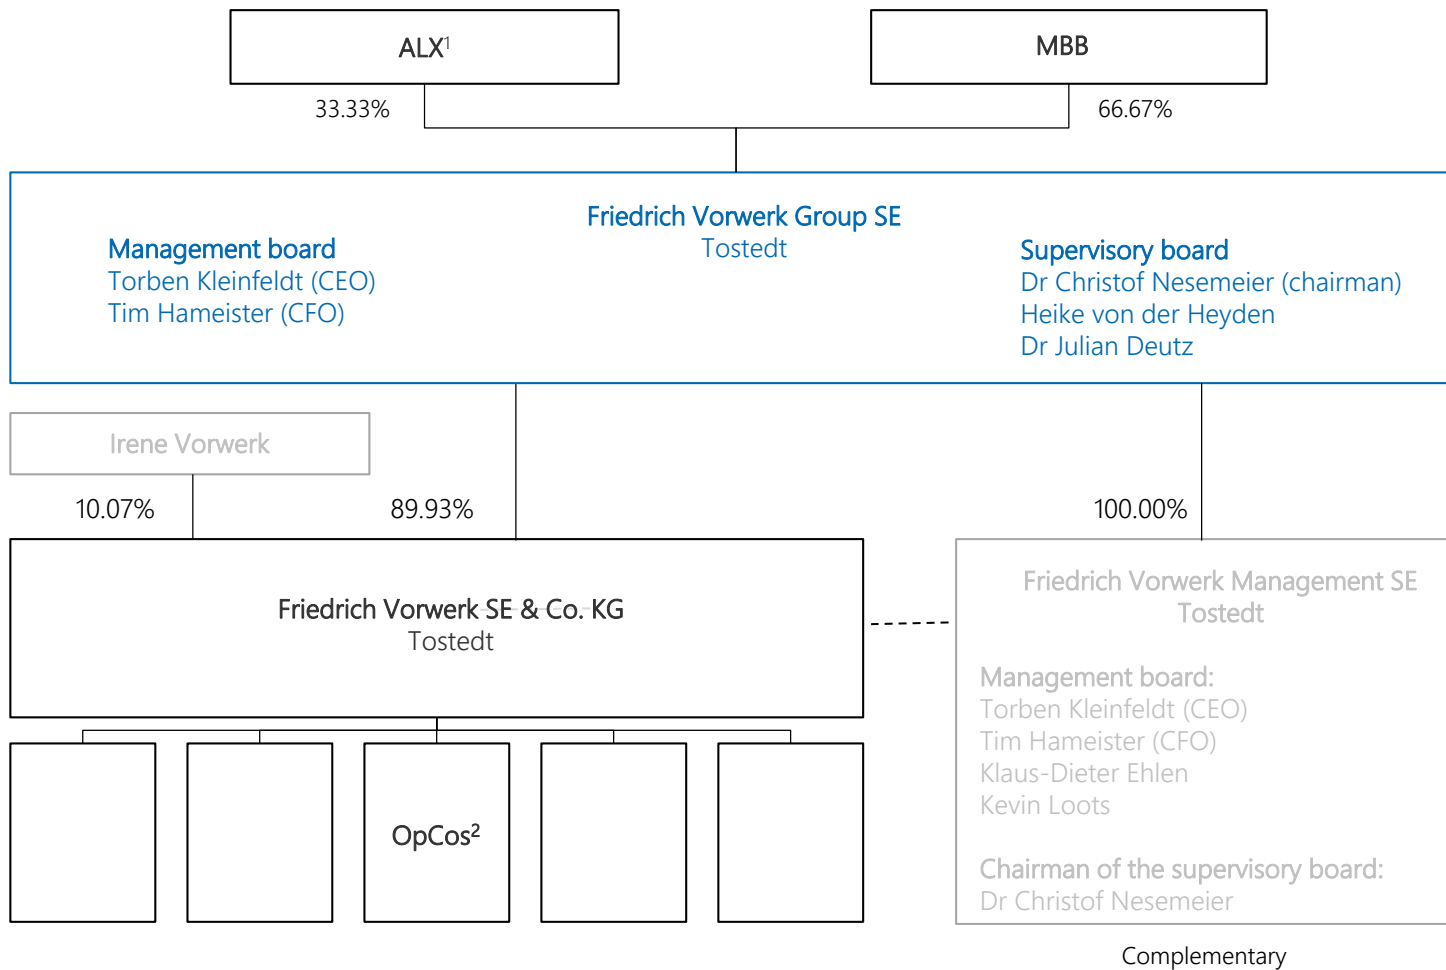 ALX¹
MBB
33.33%
66.67%
Friedrich Vorwerk Group SE
Tostedt
Management board
Torben Kleinfeldt (CEO)
Tim Hameister (CFO)
Supervisory board
Dr Christof Nesemeier (chairman)
Heike von der Heyden
Dr Julian Deutz
Irene Vorwerk
10.07%
89.93%
100.00%
Friedrich Vorwerk SE & Co. KG
Tostedt
Friedrich Vorwerk Management SE
Tostedt
Management board:
Torben Kleinfeldt (CEO)
Tim Hameister (CFO)
Klaus-Dieter Ehlen
Kevin Loots
Chairman of the supervisory board:
Dr Christof Nesemeier
OpCos²
Complementary